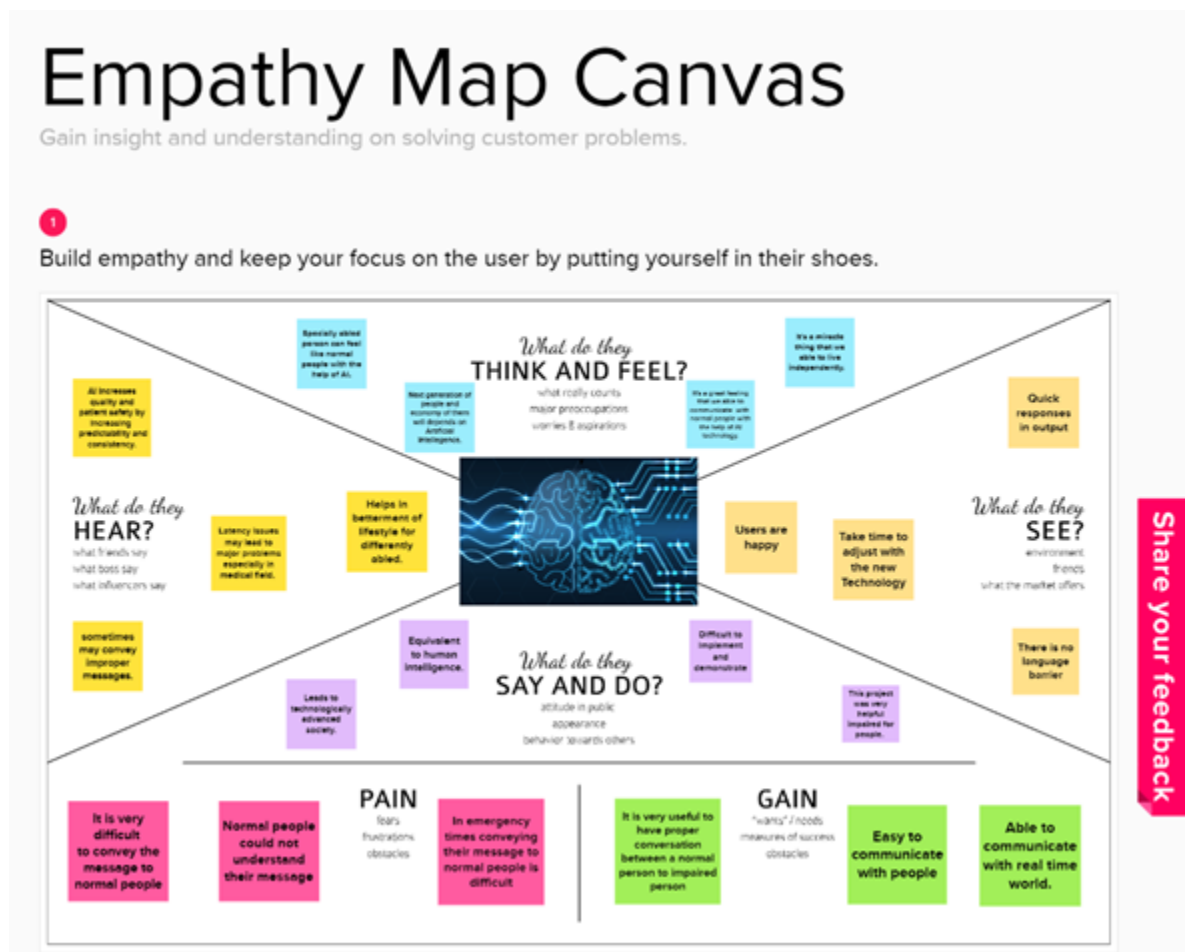 Empathy Map Canvas
Gain insight and understanding on solving customer problems.
1
Build empathy and keep your focus on the user by putting yourself in their shoes.
What do they
THINK AND FEEL?
what really counts
major preoccupations
worries & aspirations
Specially abled
person can feel
like normal
people with the
help of AI.
Next generation of
people and
economy of them
will depends on
Artificial
Intellegence.
It's a great feeling
that we able to
communicate with
normal people with
the help of AI
technology.
It's a miracle
thing that we
able to live
independently.
What do they
HEAR?
what friends say
what boss say
what influencers say
AI increases
quality and
patient safety by
increasing
predictability and
consistency.
Latency issues
may lead to
major problems
especially in
medical field.
Helps in
betterment of
lifestyle for
differently
abled.
sometimes
may convey
improper
messages.
What do they
SEE?
environment
friends
what the market offers
Quick
responses
in output
Users are
happy
Take time to
adjust with
the new
Technology
There is no
language
barrier
What do they
SAY AND DO?
attitude in public
appearance
behavior towards others
Equivalent
to human
intelligence.
Leads to
technologically
advanced
society.
Difficult to
implement
and
demonstrate
This project
was very
helpful
impaired for
people.
PAIN
fears
frustrations
obstacles
It is very
difficult
to convey the
message to
normal people
Normal people
could not
understand
their message
In emergency
times conveying
their message to
normal people is
difficult
GAIN
"wants" / needs
measures of success
obstacles
It is very useful to
have proper
conversation
between a normal
person to impaired
person
Easy to
communicate
with people
Able to
communicate
with real time
world.
Share your feedback